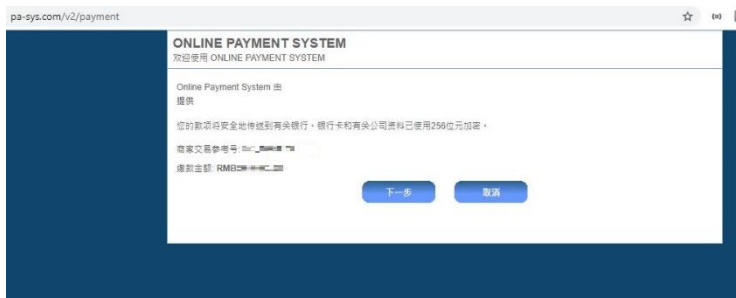 pa-sys.com/v2/payment
ONLINE PAYMENT SYSTEM
欢迎使用 ONLINE PAYMENT SYSTEM
Online Payment System 由
提供
您的款项将安全地传送到有关银行，银行卡和有关公司资料已使用256位元加密。
商家交易参考号:
缴款金额: RMB
下一步
取消